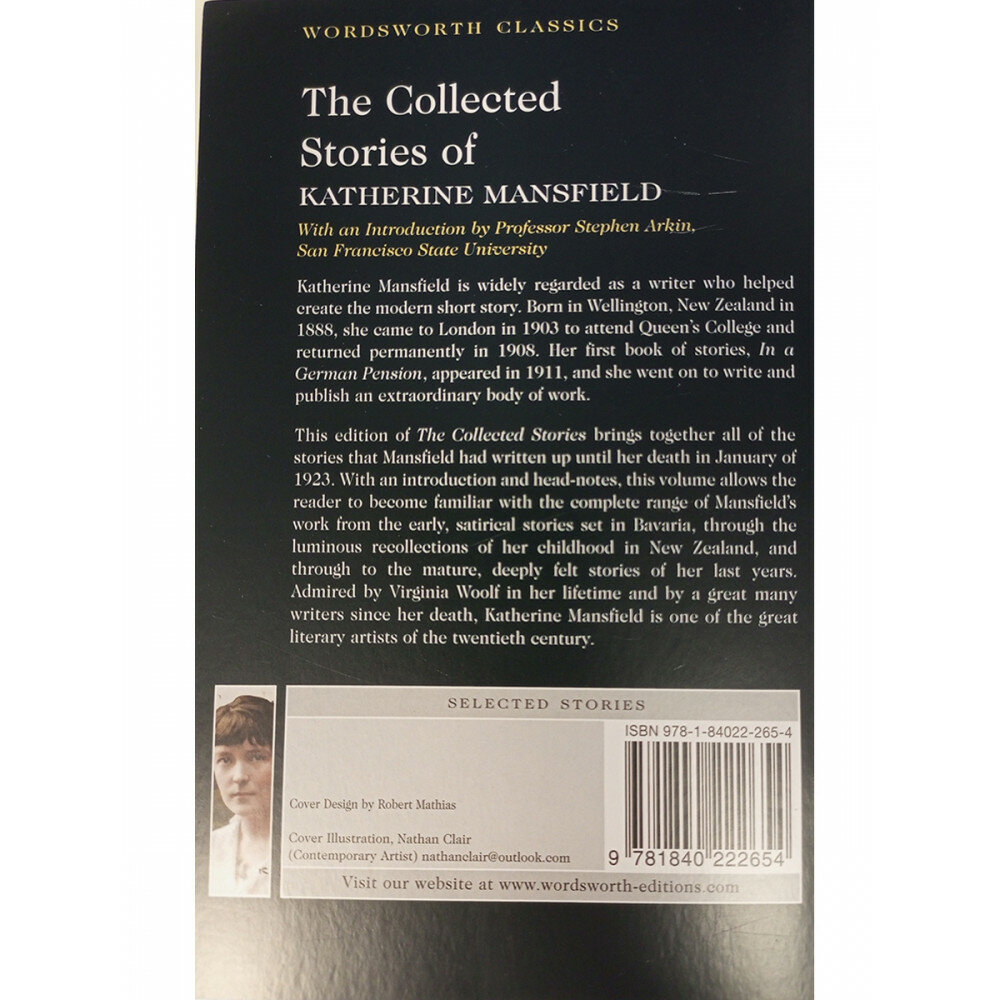 WORDSWORTH CLASSICS
The Collected
Stories of
KATHERINE MANSFIELD
With an Introduction by Professor Stephen Arkin,
San Francisco State University
Katherine Mansfield is widely regarded as a writer who helped
create the modern short story. Born in Wellington, New Zealand in
1888, she came to London in 1903 to attend Queen's College and
returned permanently in 1908. Her first book of stories, In a
German Pension, appeared in 1911, and she went on to write and
publish an extraordinary body of work.
This edition of The Collected Stories brings together all of the
stories that Mansfield had written up until her death in January of
1923. With an introduction and head-notes, this volume allows the
reader to become familiar with the complete range of Mansfield's
work from the early, satirical stories set in Bavaria, through the
luminous recollections of her childhood in New Zealand, and
through to the mature, deeply felt stories of her last years.
Admired by Virginia Woolf in her lifetime and by a great many
writers since her death, Katherine Mansfield is one of the great
literary artists of the twentieth century.
SELECTED STORIES
ISBN 978-1-84022-265-4
Cover Design by Robert Mathias
Cover Illustration, Nathan Clair
(Contemporary Artist) nathanclair@outlook.com
9 781840 222654
Visit our website at www.wordsworth-editions.com